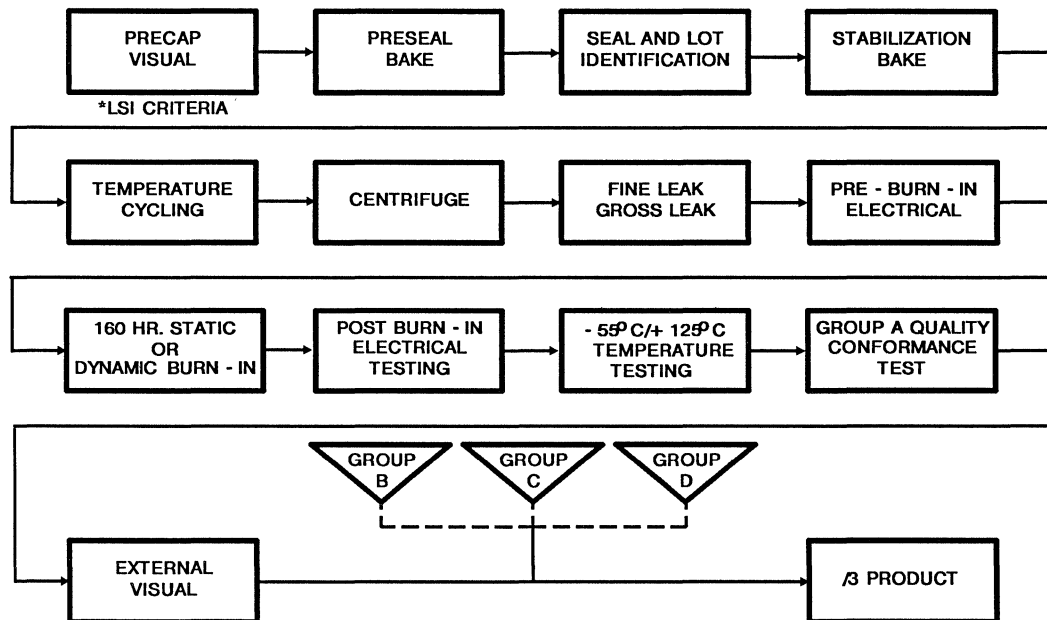 PRECAP
VISUAL
*LSI CRITERIA
PRESEAL
BAKE
SEAL AND LOT
IDENTIFICATION
STABILIZATION
BAKE
TEMPERATURE
CYCLING
CENTRIFUGE
FINE LEAK
GROSS LEAK
PRE - BURN - IN
ELECTRICAL
160 HR. STATIC
OR
DYNAMIC BURN - IN
POST BURN - IN
ELECTRICAL
TESTING
- 55⁰ C/+ 125⁰ C
TEMPERATURE
TESTING
GROUP A QUALITY
CONFORMANCE
TEST
GROUP
B
GROUP
C
GROUP
D
EXTERNAL
VISUAL
/3 PRODUCT